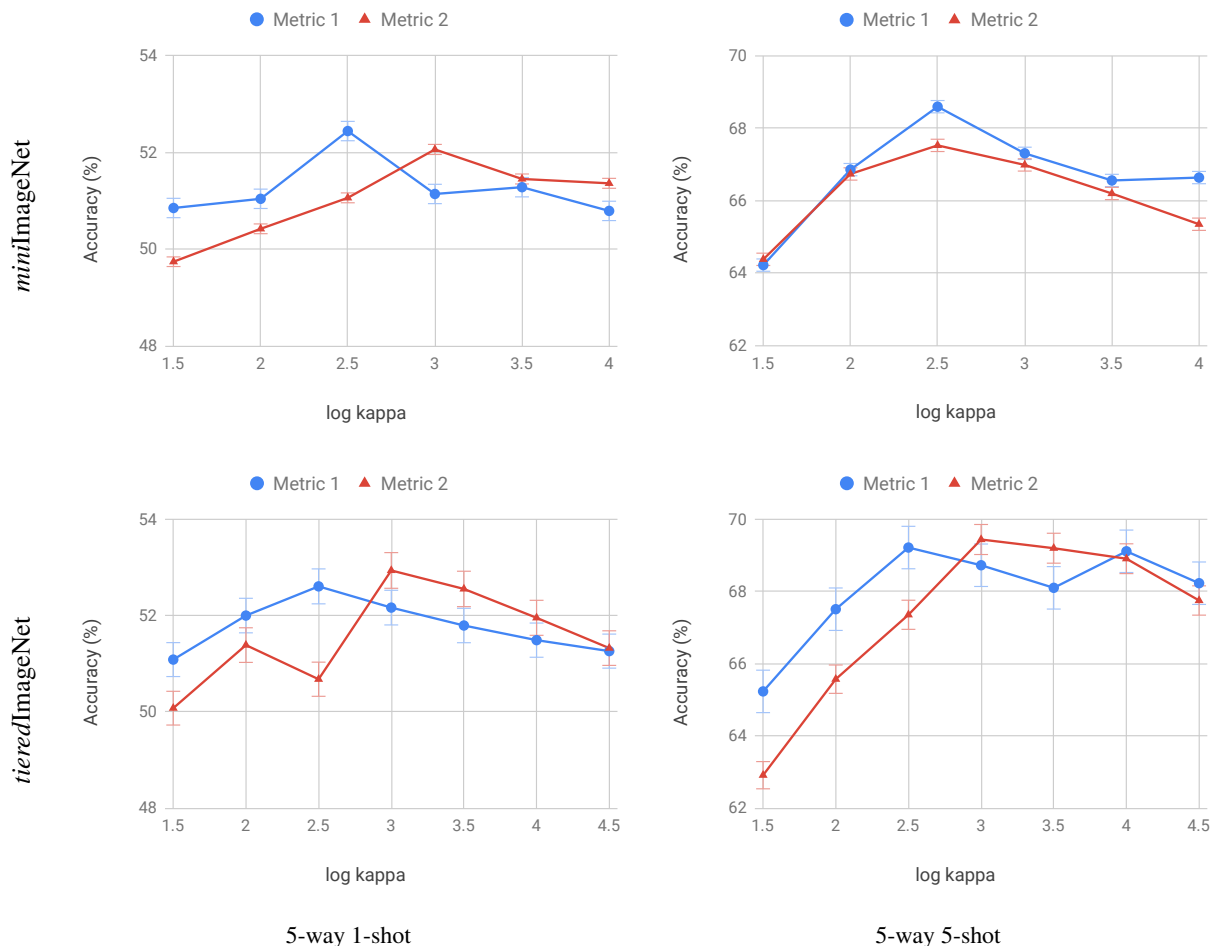 Metric 1 Metric 2
Metric 1 Metric 2
54
52
50
48
Accuracy (%)
1.5 2 2.5 3 3.5 4
log kappa
70
68
66
64
62
Accuracy (%)
1.5 2 2.5 3 3.5 4
log kappa
miniImageNet
Metric 1 Metric 2
Metric 1 Metric 2
54
52
50
48
Accuracy (%)
1.5 2 2.5 3 3.5 4 4.5
log kappa
70
68
66
64
62
Accuracy (%)
1.5 2 2.5 3 3.5 4 4.5
log kappa
tieredImageNet
5-way 1-shot
5-way 5-shot